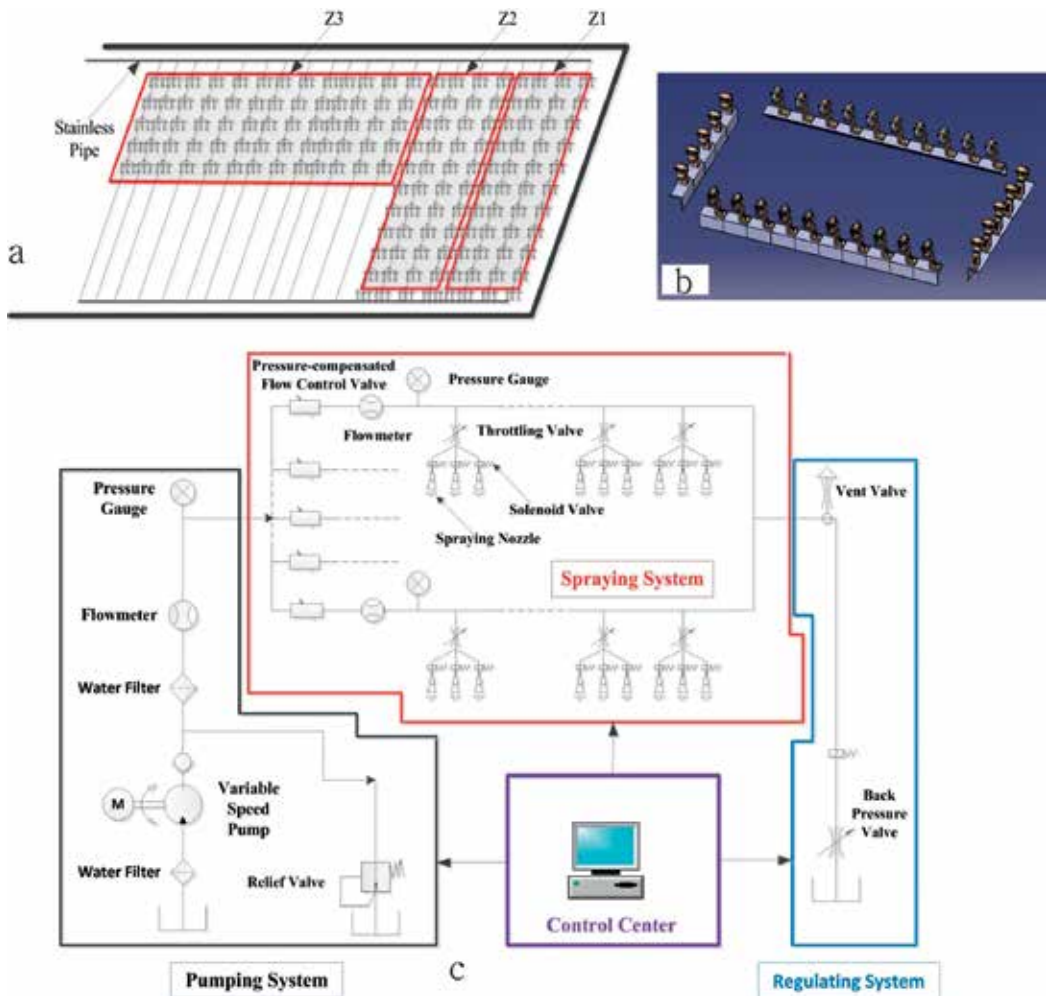 Z3
Z2
Z1
Stainless
Pipe
a
b
Pressure-compensated
Flow Control Valve
Pressure Gauge
Flowmeter
Throttling Valve
Solenoid Valve
Spraying Nozzle
Spraying System
Pressure
Gauge
Flowmeter
Water Filter
M
Variable
Speed
Pump
Water Filter
Relief Valve
Pumping System
Vent Valve
Back
Pressure
Valve
Control Center
c
Regulating System